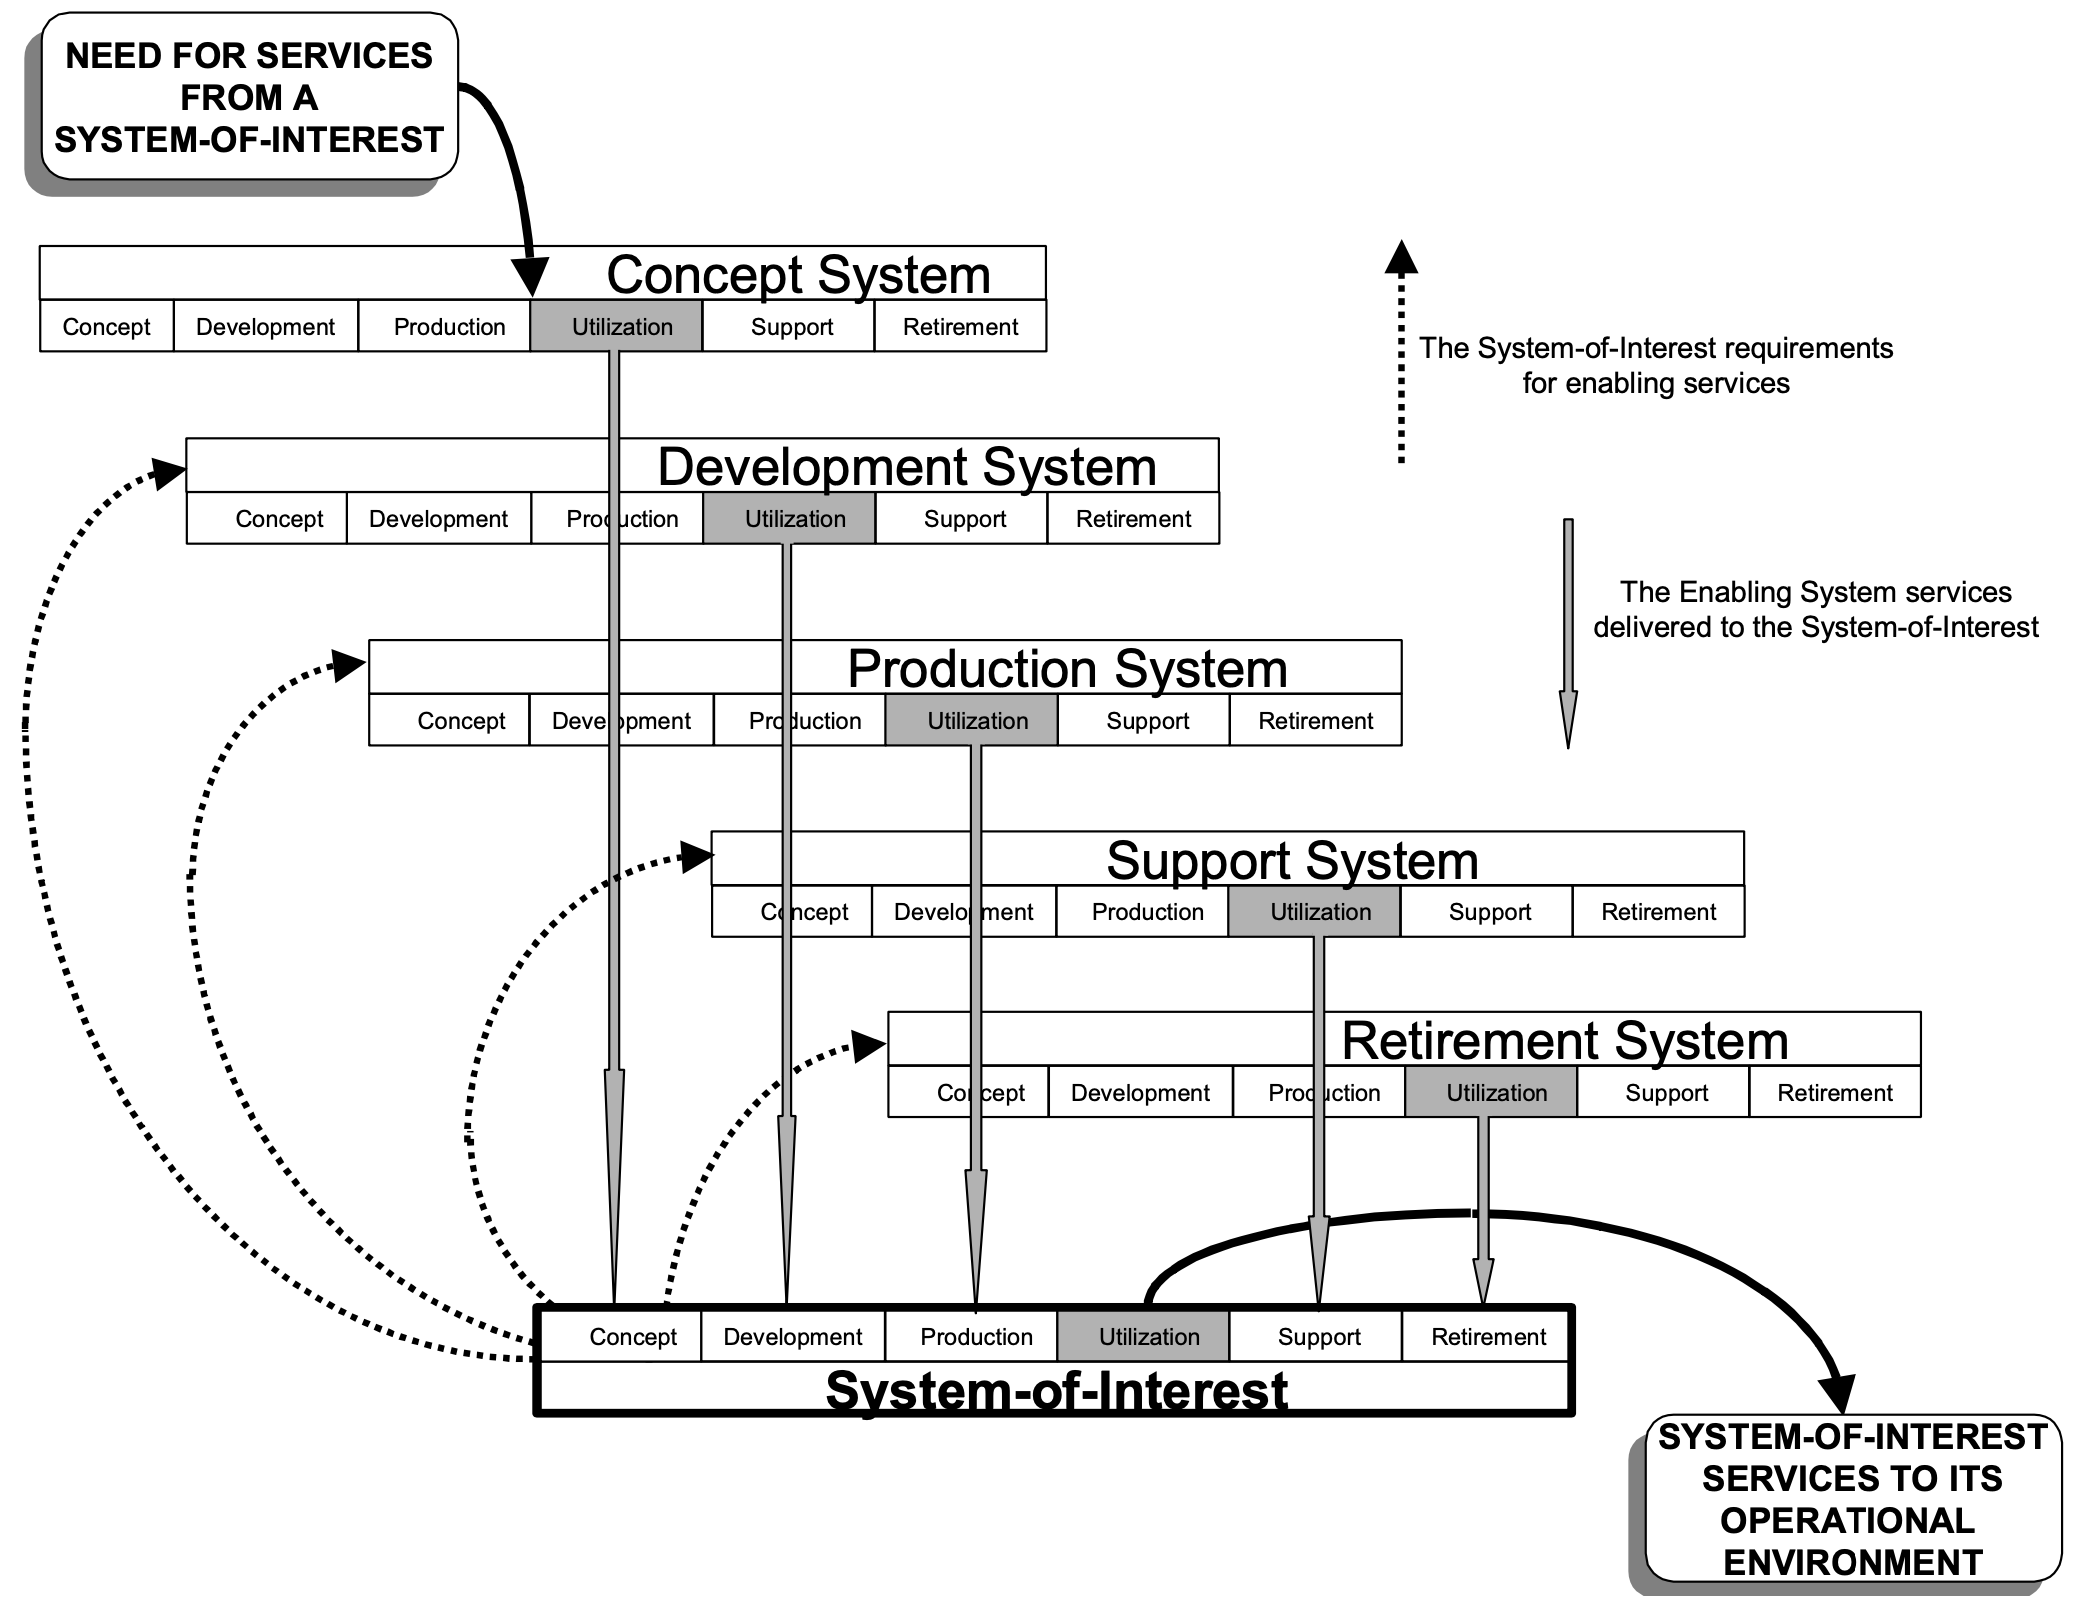 NEED FOR SERVICES
FROM A
SYSTEM-OF-INTEREST
Concept System
Concept Development Production Utilization Support Retirement
The System-of-Interest requirements
for enabling services
Development System
Concept Development Production Utilization Support Retirement
The Enabling System services
delivered to the System-of-Interest
Production System
Concept Development Production Utilization Support Retirement
Support System
Concept Development Production Utilization Support Retirement
Retirement System
Concept Development Production Utilization Support Retirement
Concept Development Production Utilization Support Retirement
System-of-Interest
SYSTEM-OF-INTEREST
SERVICES TO ITS
OPERATIONAL
ENVIRONMENT